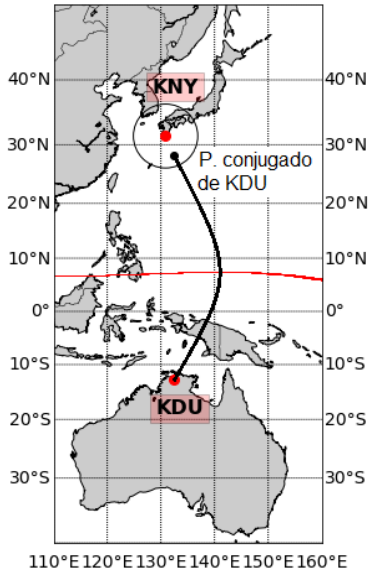 40°N 40°N
KNY
30°N 30°N
P. conjugado
de KDU
20°N 20°N
10°N 10°N
0° 0°
10°S 10°S
KDU
20°S 20°S
30°S 30°S
110°E 120°E 130°E 140°E 150°E 160°E